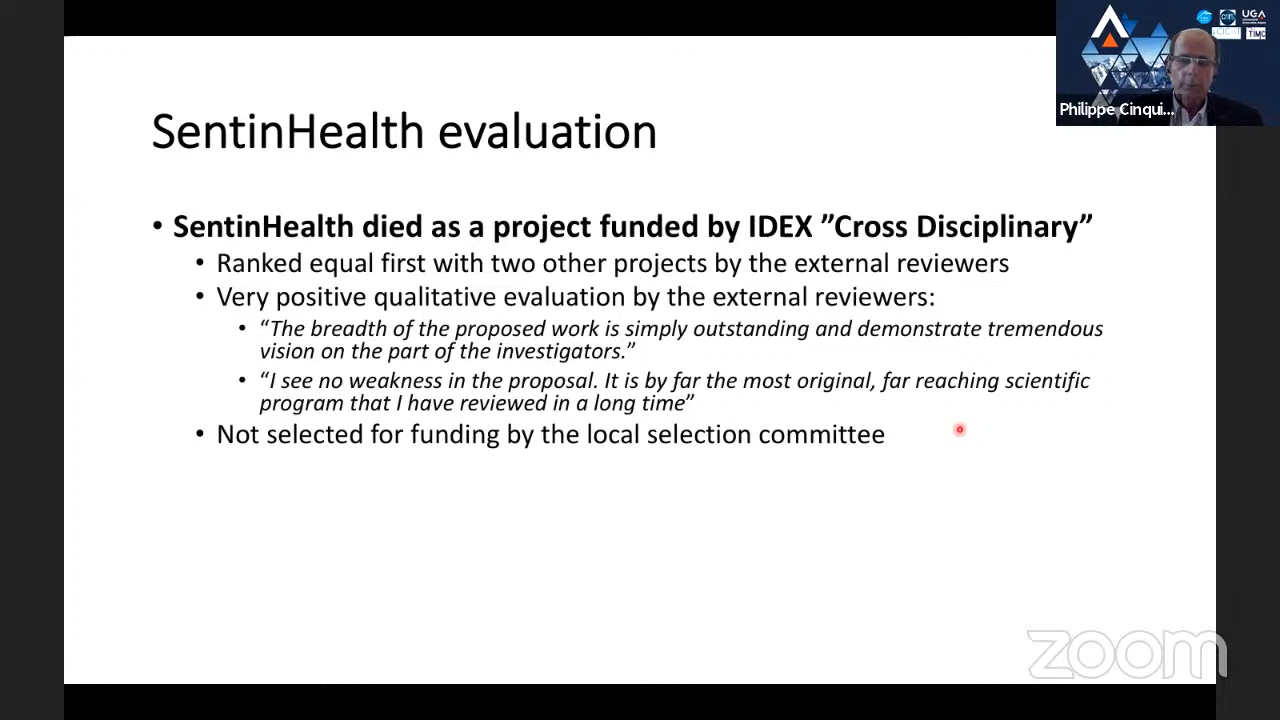 UGA
TIMC
Philippe Cinqui...
SentinHealth evaluation
• SentinHealth died as a project funded by IDEX ”Cross Disciplinary”
• Ranked equal first with two other projects by the external reviewers
• Very positive qualitative evaluation by the external reviewers:
• “The breadth of the proposed work is simply outstanding and demonstrate tremendous
vision on the part of the investigators.”
• “I see no weakness in the proposal. It is by far the most original, far reaching scientific
program that I have reviewed in a long time”
• Not selected for funding by the local selection committee
zoom